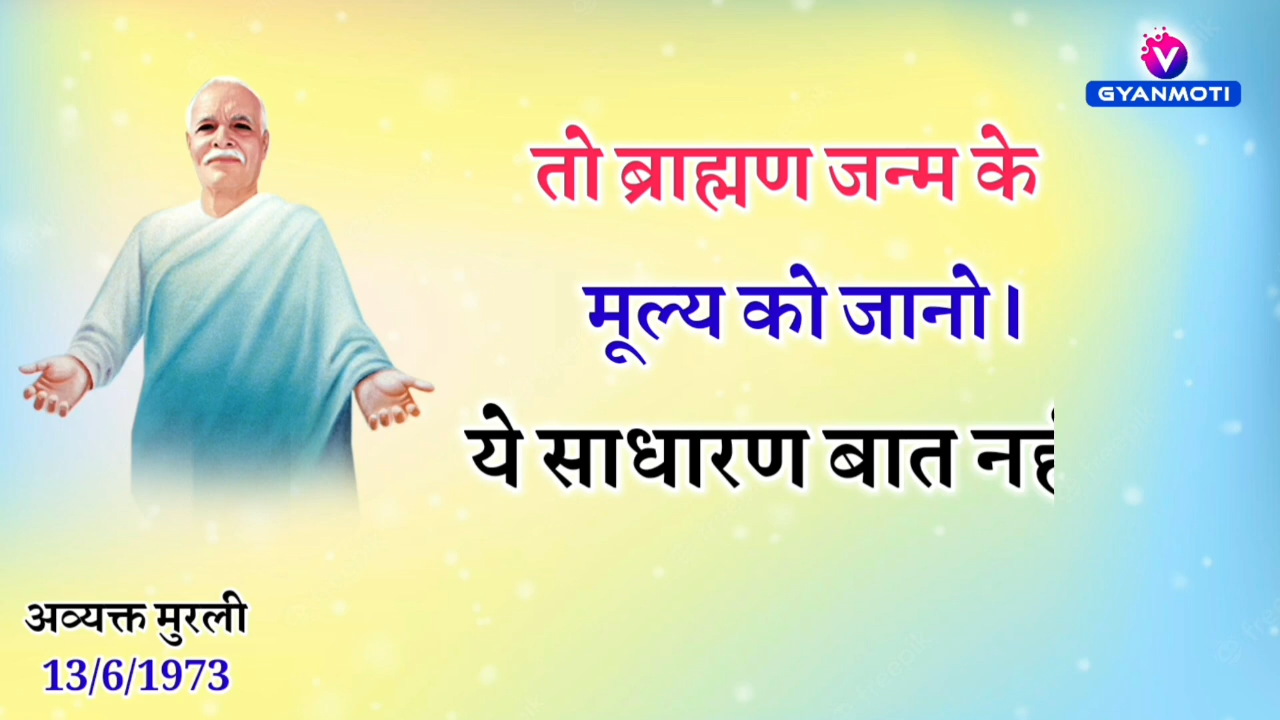 GYANMOTI
तो ब्राह्मण जन्म के
मूल्य को जानो।
ये साधारण बात
अव्यक्त मुरली
13/6/1973